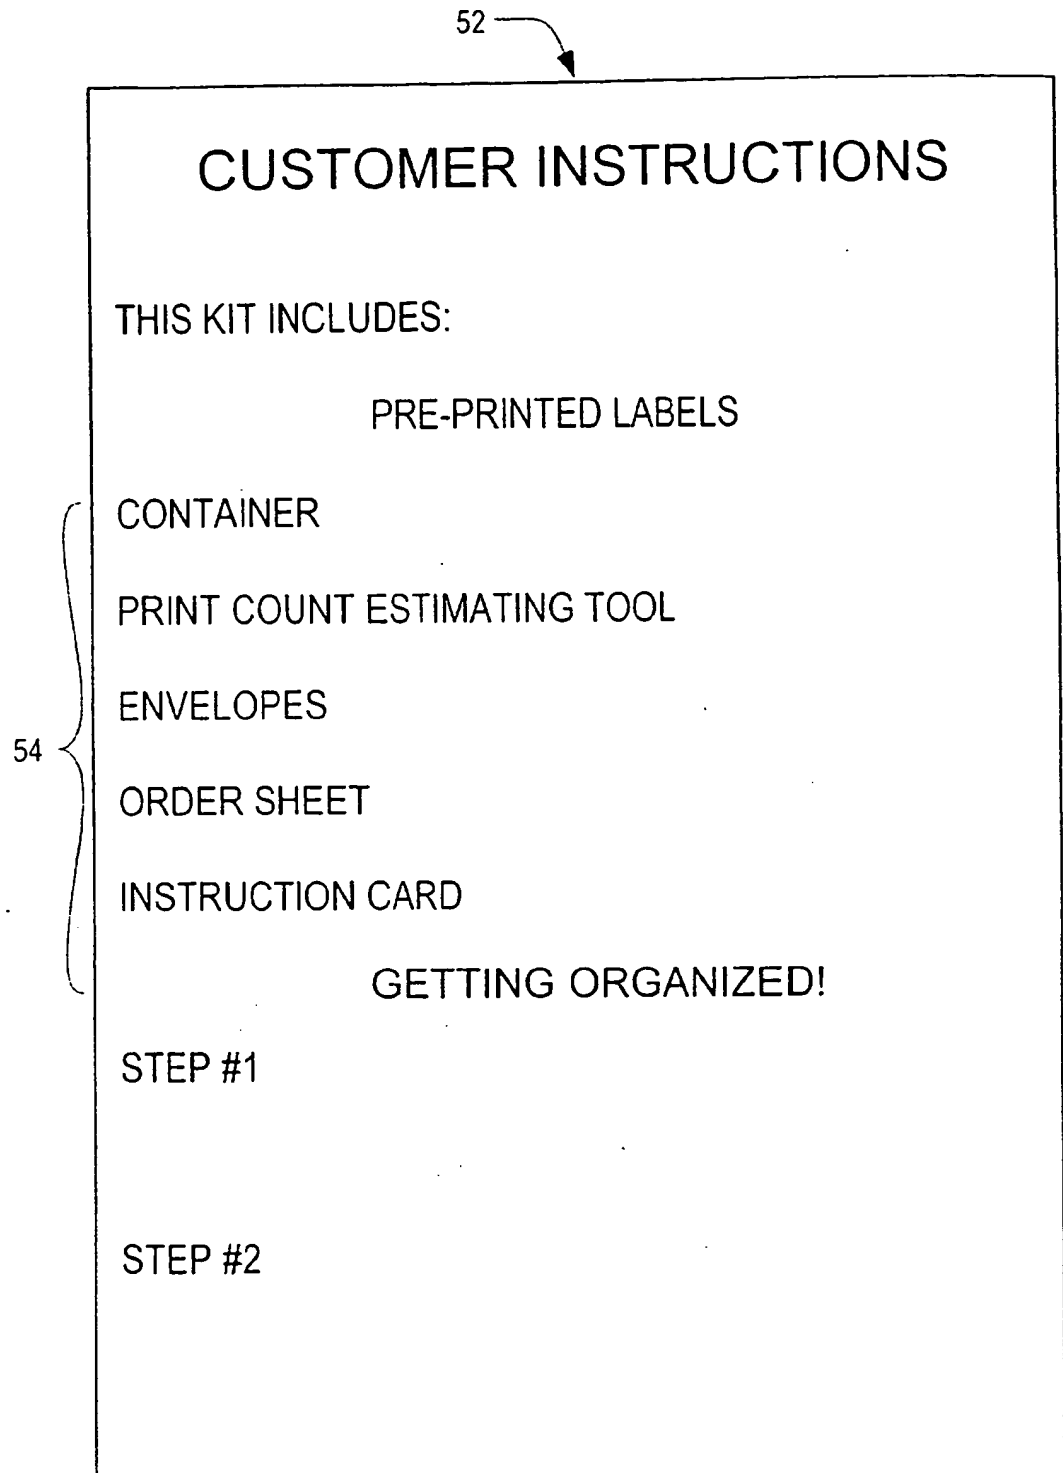 52
CUSTOMER INSTRUCTIONS
THIS KIT INCLUDES:
PRE-PRINTED LABELS
CONTAINER
PRINT COUNT ESTIMATING TOOL
ENVELOPES
54
ORDER SHEET
INSTRUCTION CARD
GETTING ORGANIZED!
STEP #1
STEP #2